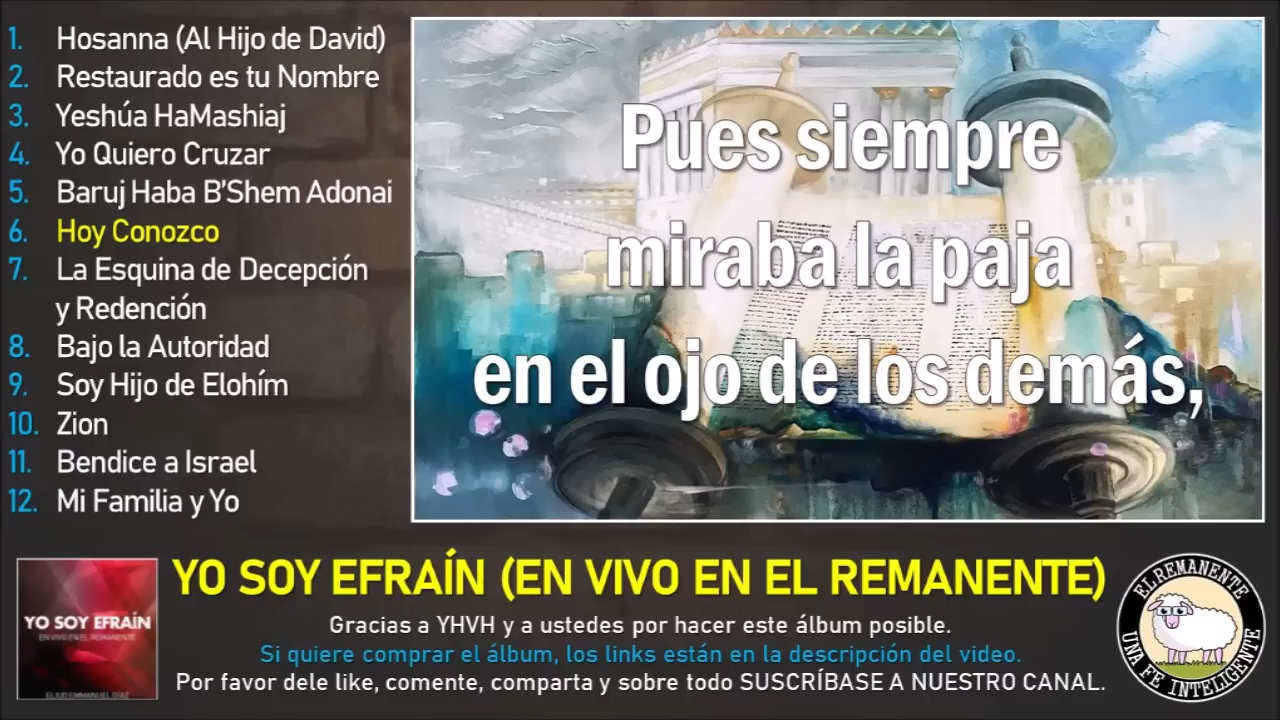 1. Hosanna (Al Hijo de David)
2. Restaurado es tu Nombre
3. Yeshúa HaMashiaj
4. Yo Quiero Cruzar
5. Baruj Haba B'Shem Adonai
6. Hoy Conozco
7. La Esquina de Decepción
y Redención
8. Bajo la Autoridad
9. Soy Hijo de Elohím
10. Zion
11. Bendice a Israel
12. Mi Familia y Yo
Pues siempre
miraba la paja
en el ojo de los demás,
YO SOY EFRAÍN
EN VIVO EN EL REMANENTE
YO SOY EFRAÍN (EN VIVO EN EL REMANENTE)
Gracias a YHVH y a ustedes por hacer este álbum posible.
Si quiere comprar el álbum, los links están en la descripción del video.
Por favor dele like, comente, comparta y sobre todo SUSCRÍBASE A NUESTRO CANAL.
EL REMANENTE
UNA FE INTELIGENTE